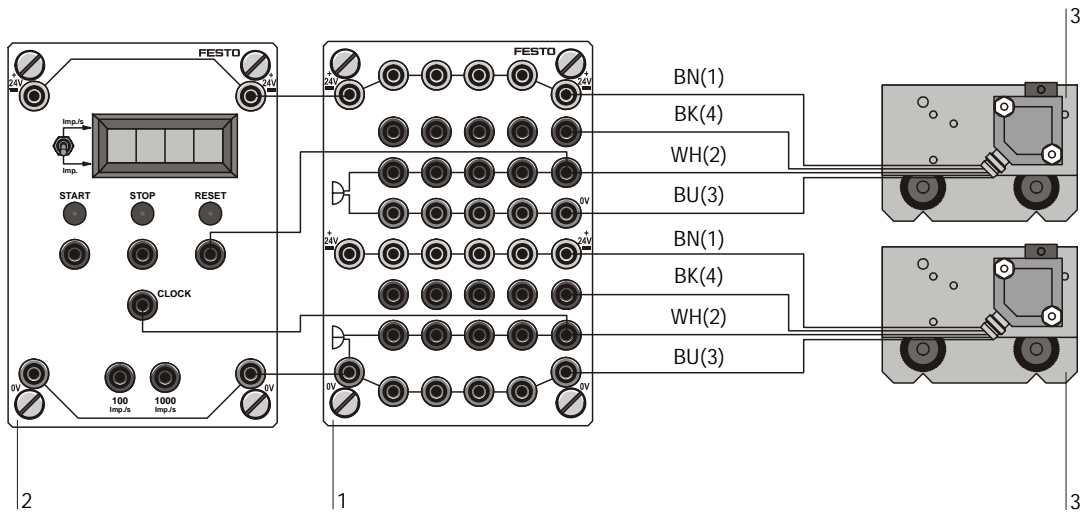 3
FESTO
FESTO
+
24V
+
24V
+
24V
+
24V
BN(1)
Imp./s
Imp.
BK(4)
WH(2)
START
STOP
RESET
BU(3)
0V
+
24V
+
24V
BN(1)
CLOCK
BK(4)
WH(2)
BU(3)
0V
100
Imp./s
1000
Imp./s
0V
0V
0V
2
1
3